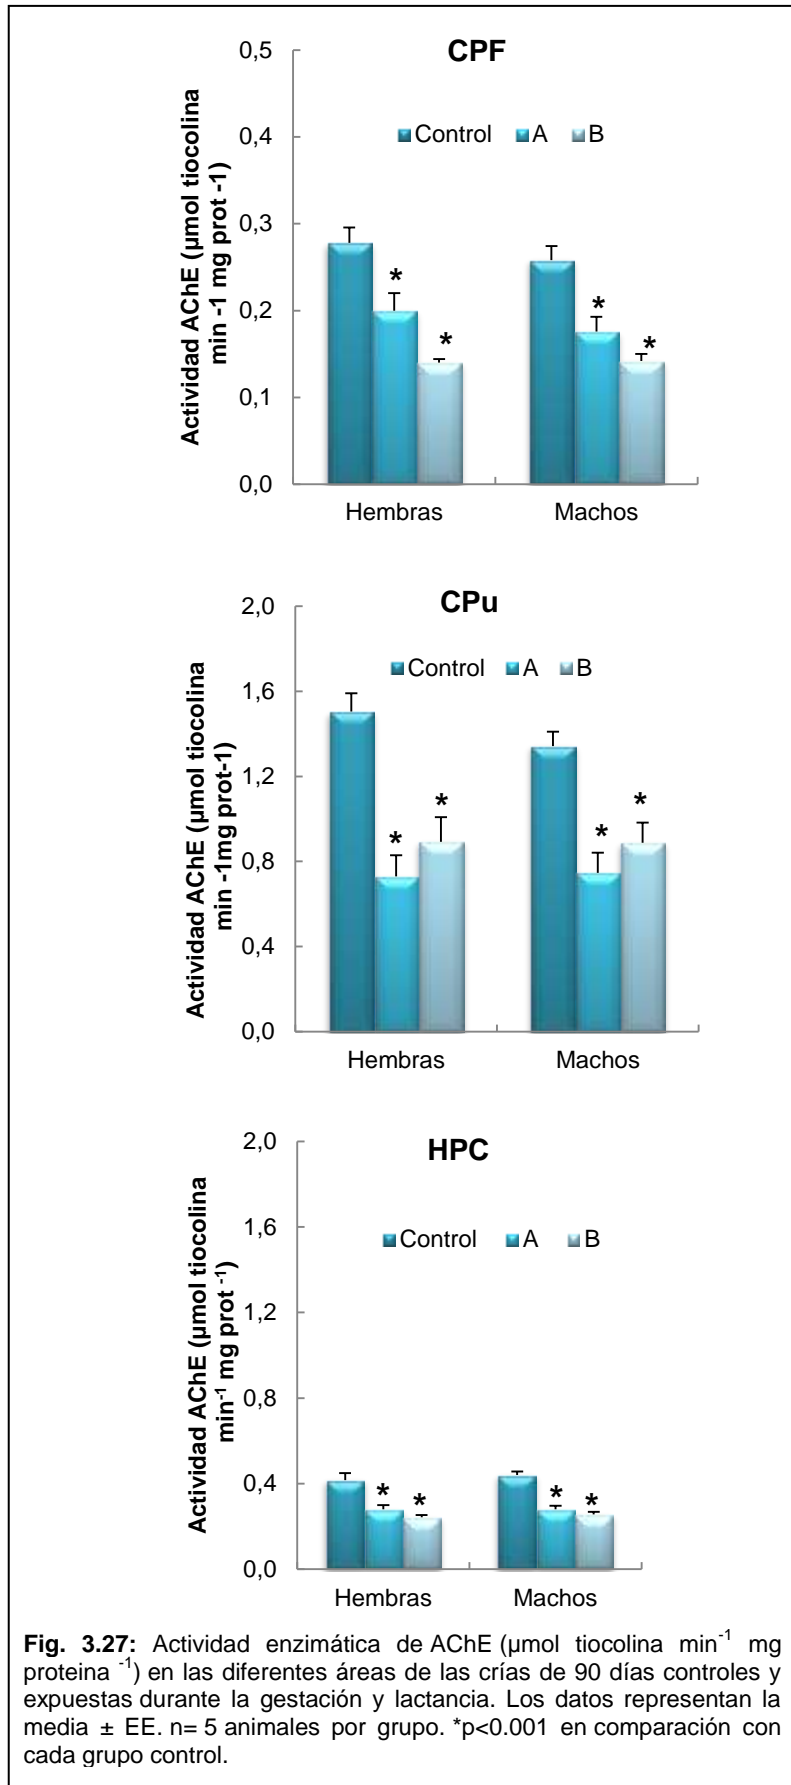 CPF
Control A B
Actividad AChE (µmol tiocolina
min -1 mg prot -1)
0,5
0,4
0,3
0,2
0,1
0,0
* * * *
Hembras Machos
CPu
Control A B
Actividad AChE (µmol tiocolina
min -1mg prot-1)
2,0
1,6
1,2
0,8
0,4
0,0
* * * *
Hembras Machos
HPC
Control A B
Actividad AChE (µmol tiocolina
min⁻¹ mg prot ⁻¹)
2,0
1,6
1,2
0,8
0,4
0,0
* * * *
Hembras Machos
Fig. 3.27: Actividad enzimática de AChE (µmol tiocolina min⁻¹ mg
proteina ⁻¹) en las diferentes áreas de las crías de 90 días controles y
expuestas durante la gestación y lactancia. Los datos representan la
media ± EE. n= 5 animales por grupo. *p<0.001 en comparación con
cada grupo control.